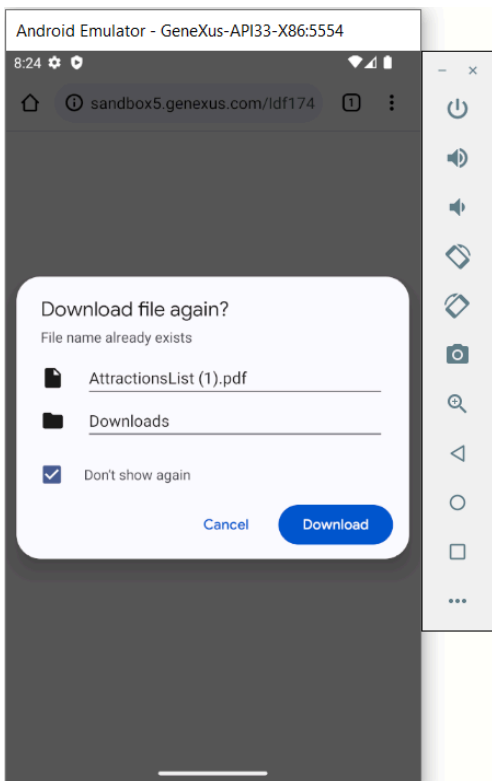 Android Emulator - GeneXus-API33-X86:5554
8:24
sandbox5.genexus.com/Idf174
1
Download file again?
File name already exists
AttractionsList (1).pdf
Downloads
Don't show again
Cancel
Download